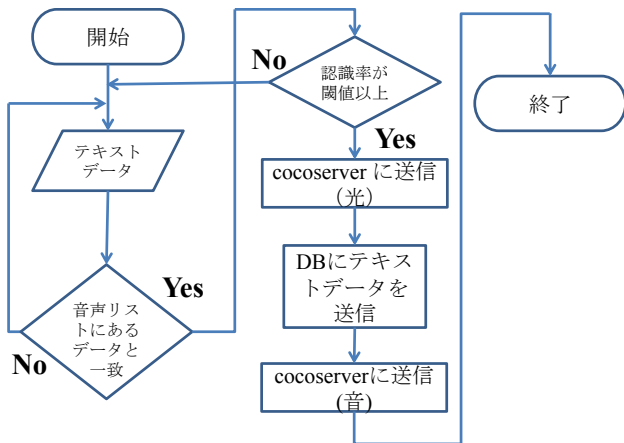 開始
テキスト
データ
音声リス
トにある
データと
一致
Yes
No
認識率が
閾値以上
No
Yes
cocoserver に送信
（光）
DBにテキス
トデータを
送信
cocoserverに送信
(音)
終了